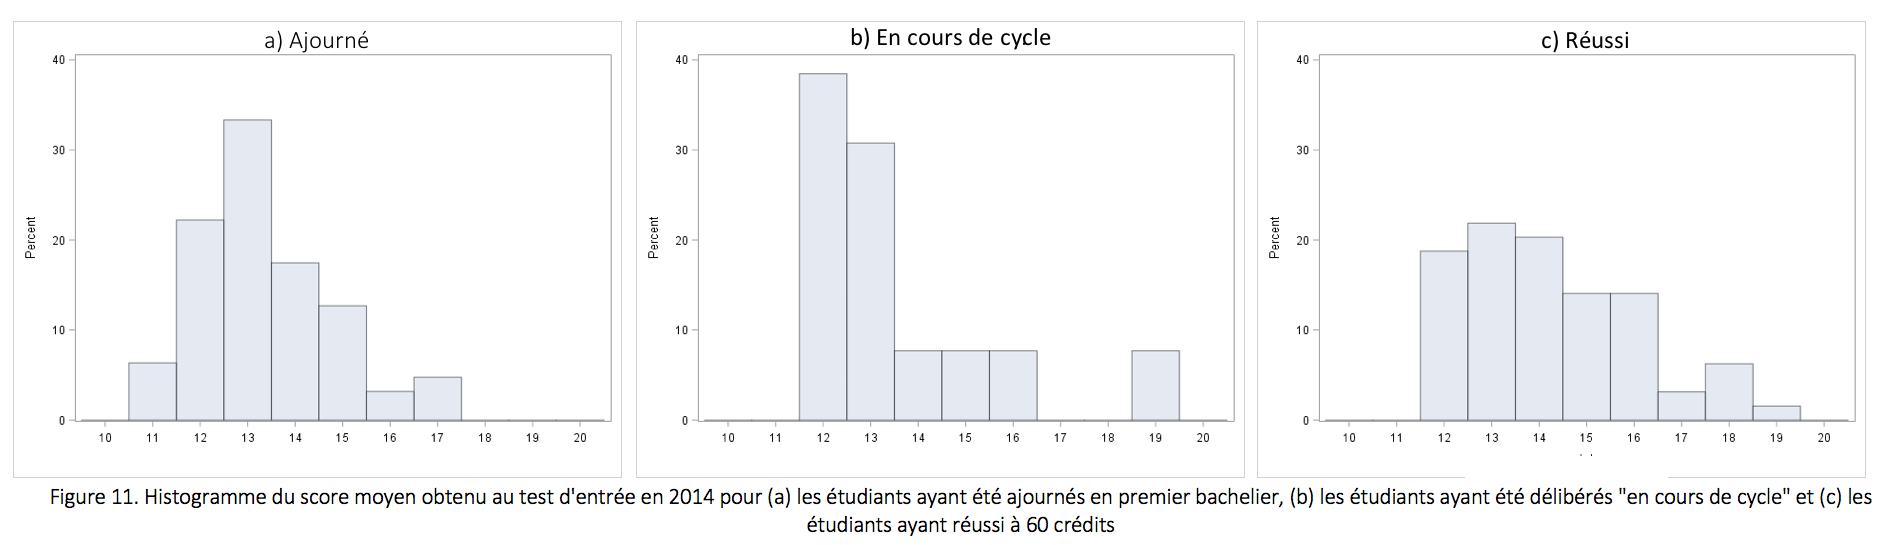 a) Ajourné
40
30
20
10
0
Percent
10 11 12 13 14 15 16 17 18 19 20
b) En cours de cycle
40
30
20
10
0
Percent
10 11 12 13 14 15 16 17 18 19 20
c) Réussi
40
30
20
10
0
Percent
10 11 12 13 14 15 16 17 18 19 20
Figure 11. Histogramme du score moyen obtenu au test d'entrée en 2014 pour (a) les étudiants ayant été ajournés en premier bachelier, (b) les étudiants ayant été délibérés "en cours de cycle" et (c) les
étudiants ayant réussi à 60 crédits